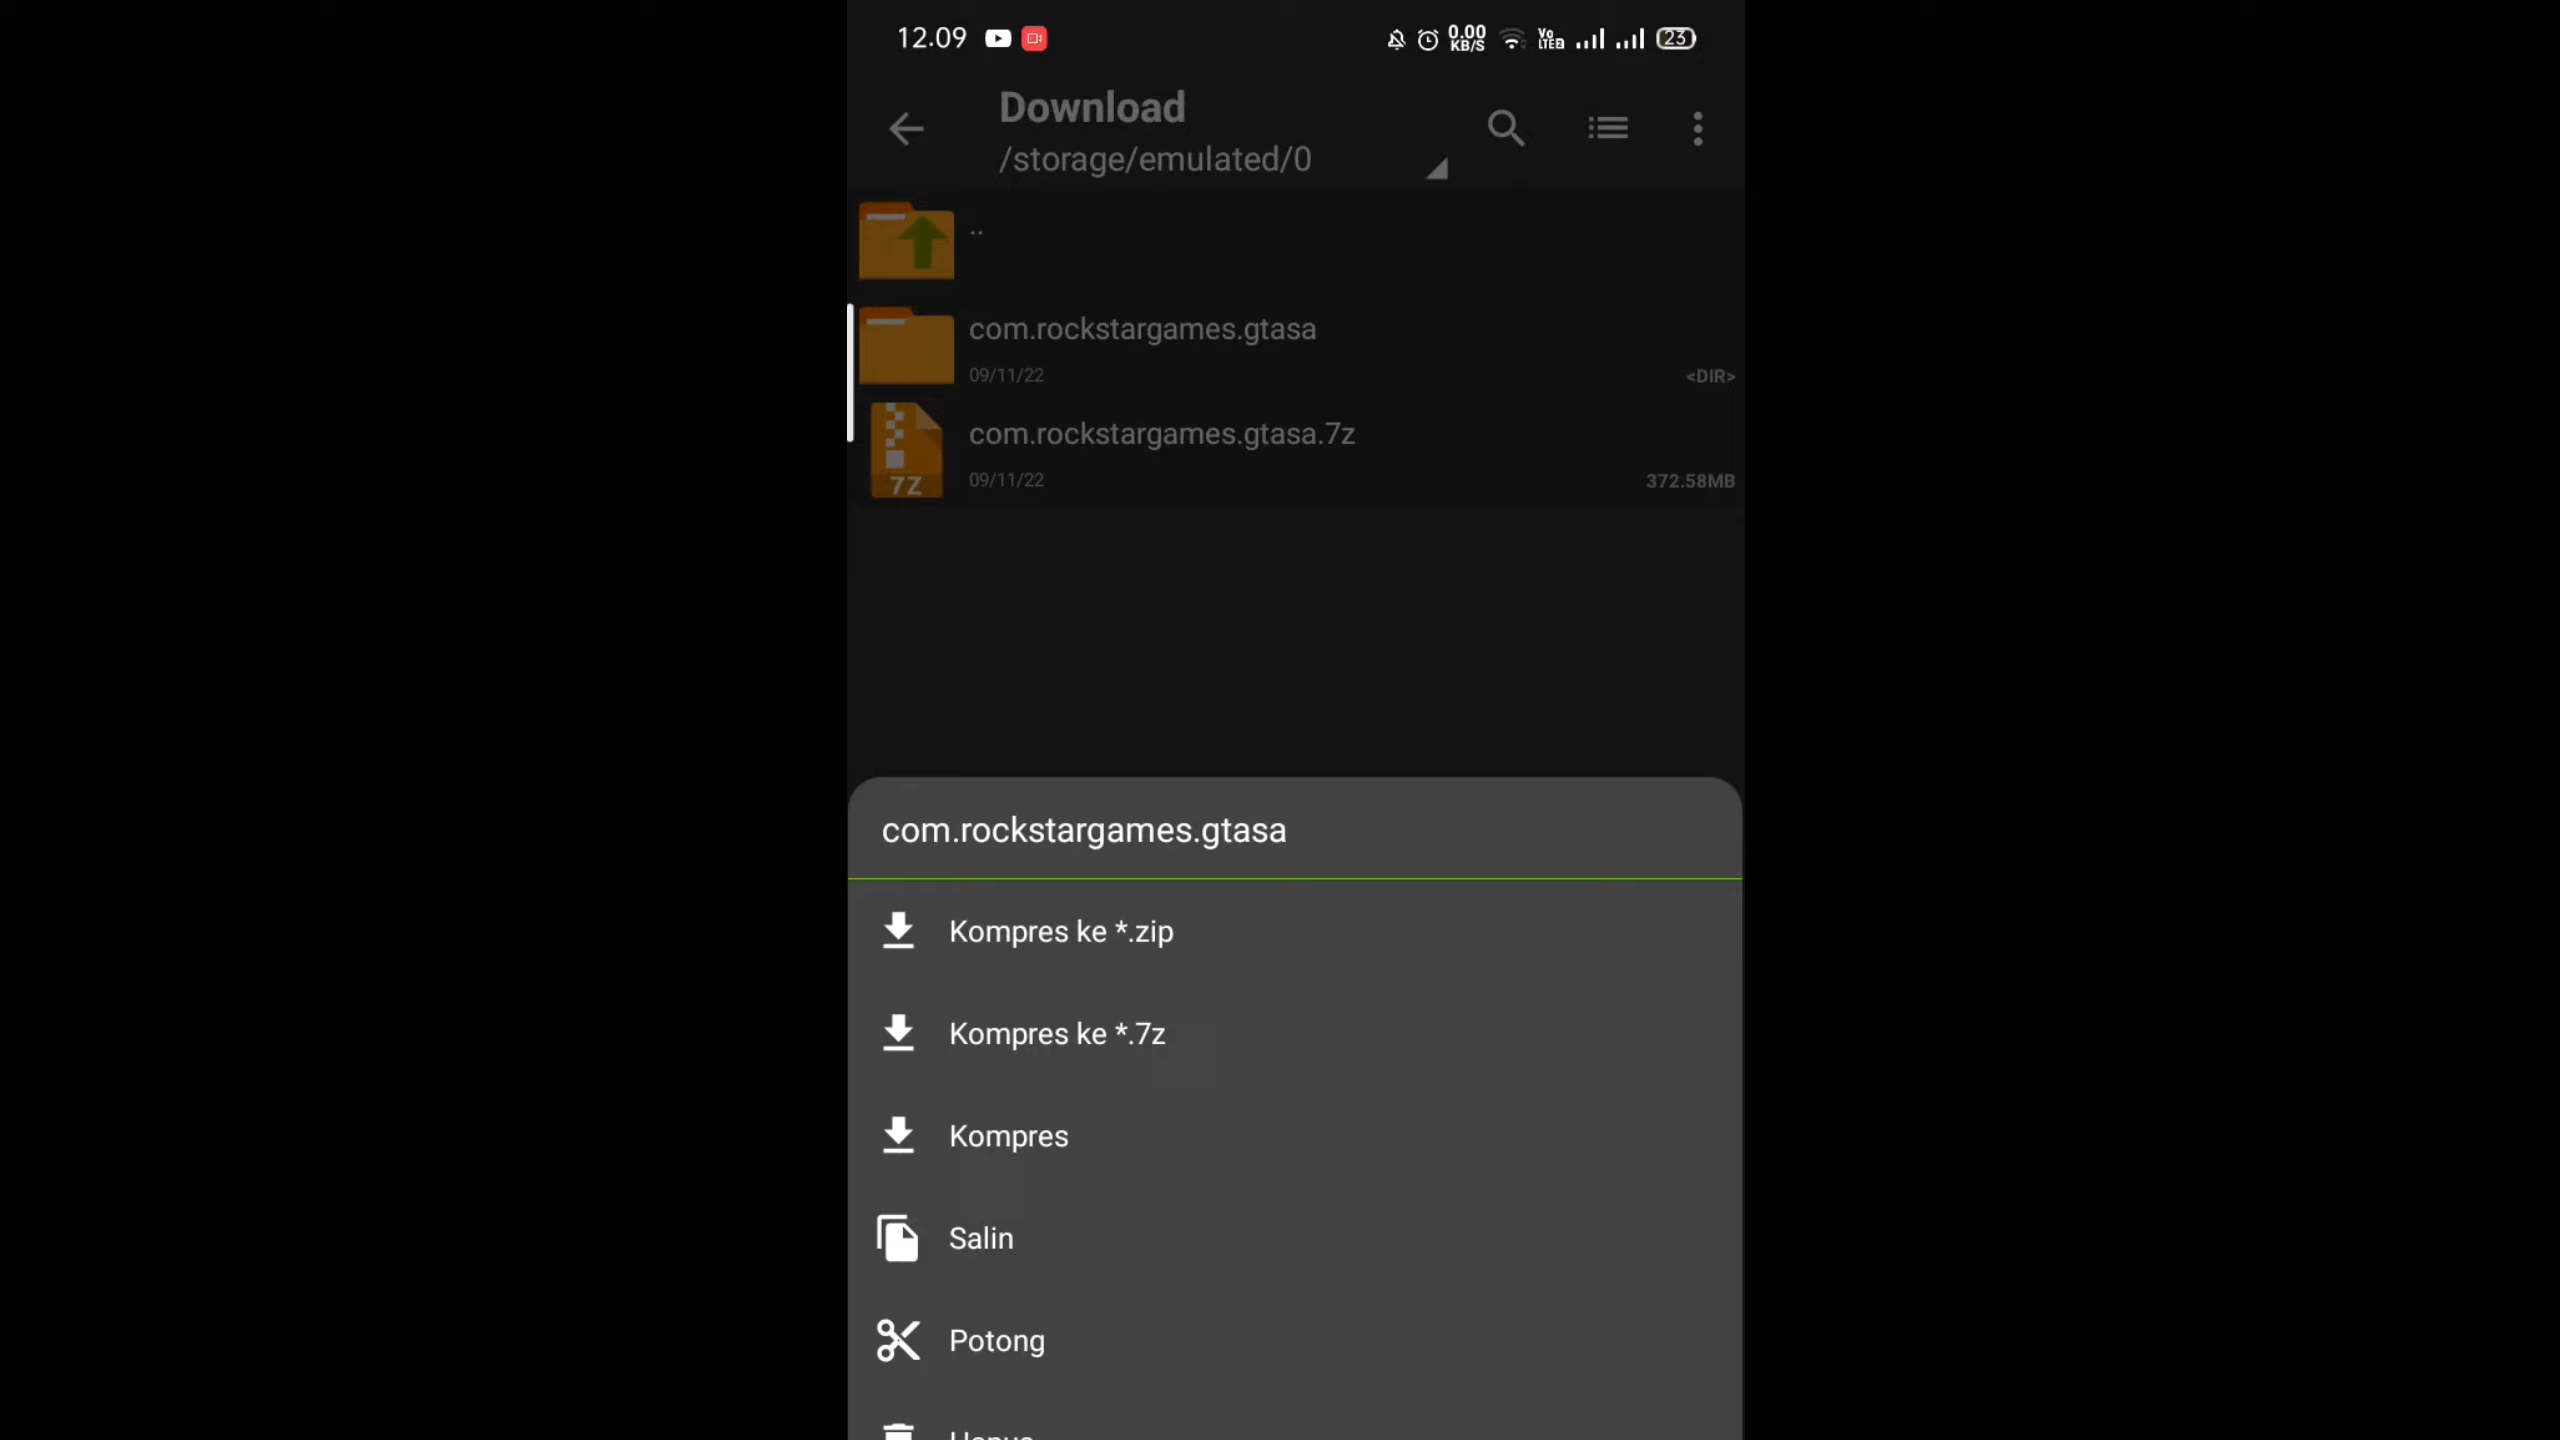 12.09
0.00
KB/S
Vo
LTE2
23
Download
/storage/emulated/0
..
com.rockstargames.gtasa
09/11/22
<DIR>
com.rockstargames.gtasa.7z
7Z
09/11/22
372.58MB
com.rockstargames.gtasa
Kompres ke *.zip
Kompres ke *.7z
Kompres
Salin
Potong